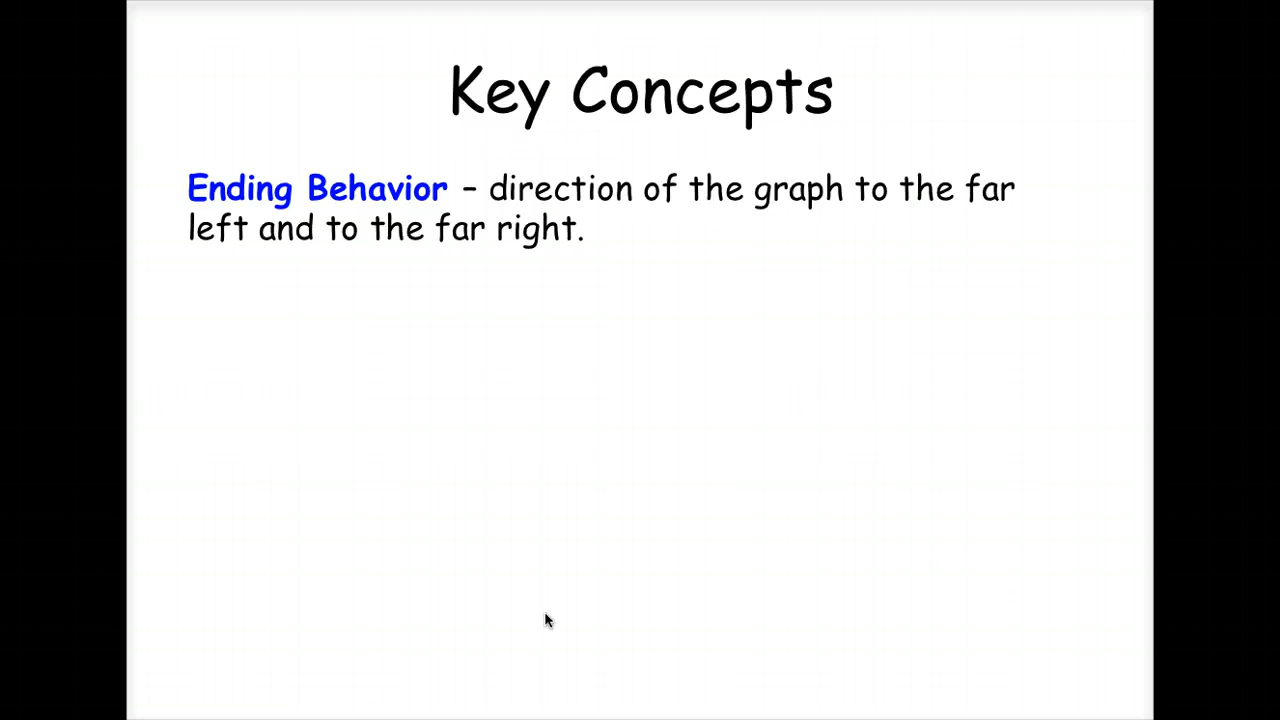 Key Concepts
Ending Behavior – direction of the graph to the far
left and to the far right.